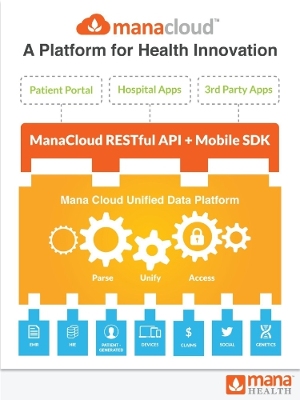 manacloud™
A Platform for Health Innovation
Patient Portal
Hospital Apps
3rd Party Apps
ManaCloud RESTful API + Mobile SDK
Mana Cloud Unified Data Platform
Parse
Unify
Access
EMR
HIE
PATIENT -
GENERATED
DEVICES
CLAIMS
SOCIAL
GENETICS
mana™
HEALTH